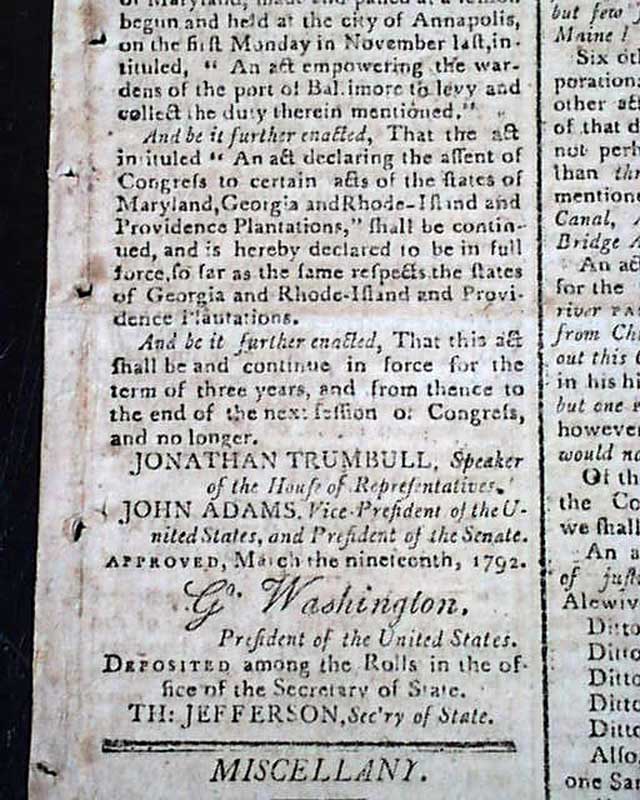 of Maryland, made and passed at a session
begun and held at the city of Annapolis,
on the first Monday in November last, in-
tituled, “ An act empowering the war-
dens of the port of Baltimore to levy and
collect the duty therein mentioned.”
And be it further enacted, That the act
intituled “ An act declaring the assent of
Congress to certain acts of the states of
Maryland, Georgia and Rhode-Island and
Providence Plantations,” shall be contin-
ued, and is hereby declared to be in full
force, so far as the same respects the states
of Georgia and Rhode-Island and Provi-
dence Plantations.
And be it further enacted, That this act
shall be and continue in force for the
term of three years, and from thence to
the end of the next session of Congress,
and no longer.
JONATHAN TRUMBULL, Speaker
of the House of Representatives.
JOHN ADAMS, Vice-President of the U-
nited States, and President of the Senate.
APPROVED, March the nineteenth, 1792.
Go. Washington,
President of the United States.
DEPOSITED among the Rolls in the of-
fice of the Secretary of State.
TH: JEFFERSON, Sec'ry of State.
MISCELLANY.
but few
Maine !
Six
poration
other
of that
not
than
mentione
Canal,
Bridge
An
for the
river
from
out this
in his
but one
however
would
Of
the
we shall
An
of
Alewiv
Ditto
Ditto
Ditto
Ditto
Ditto
Also,
one